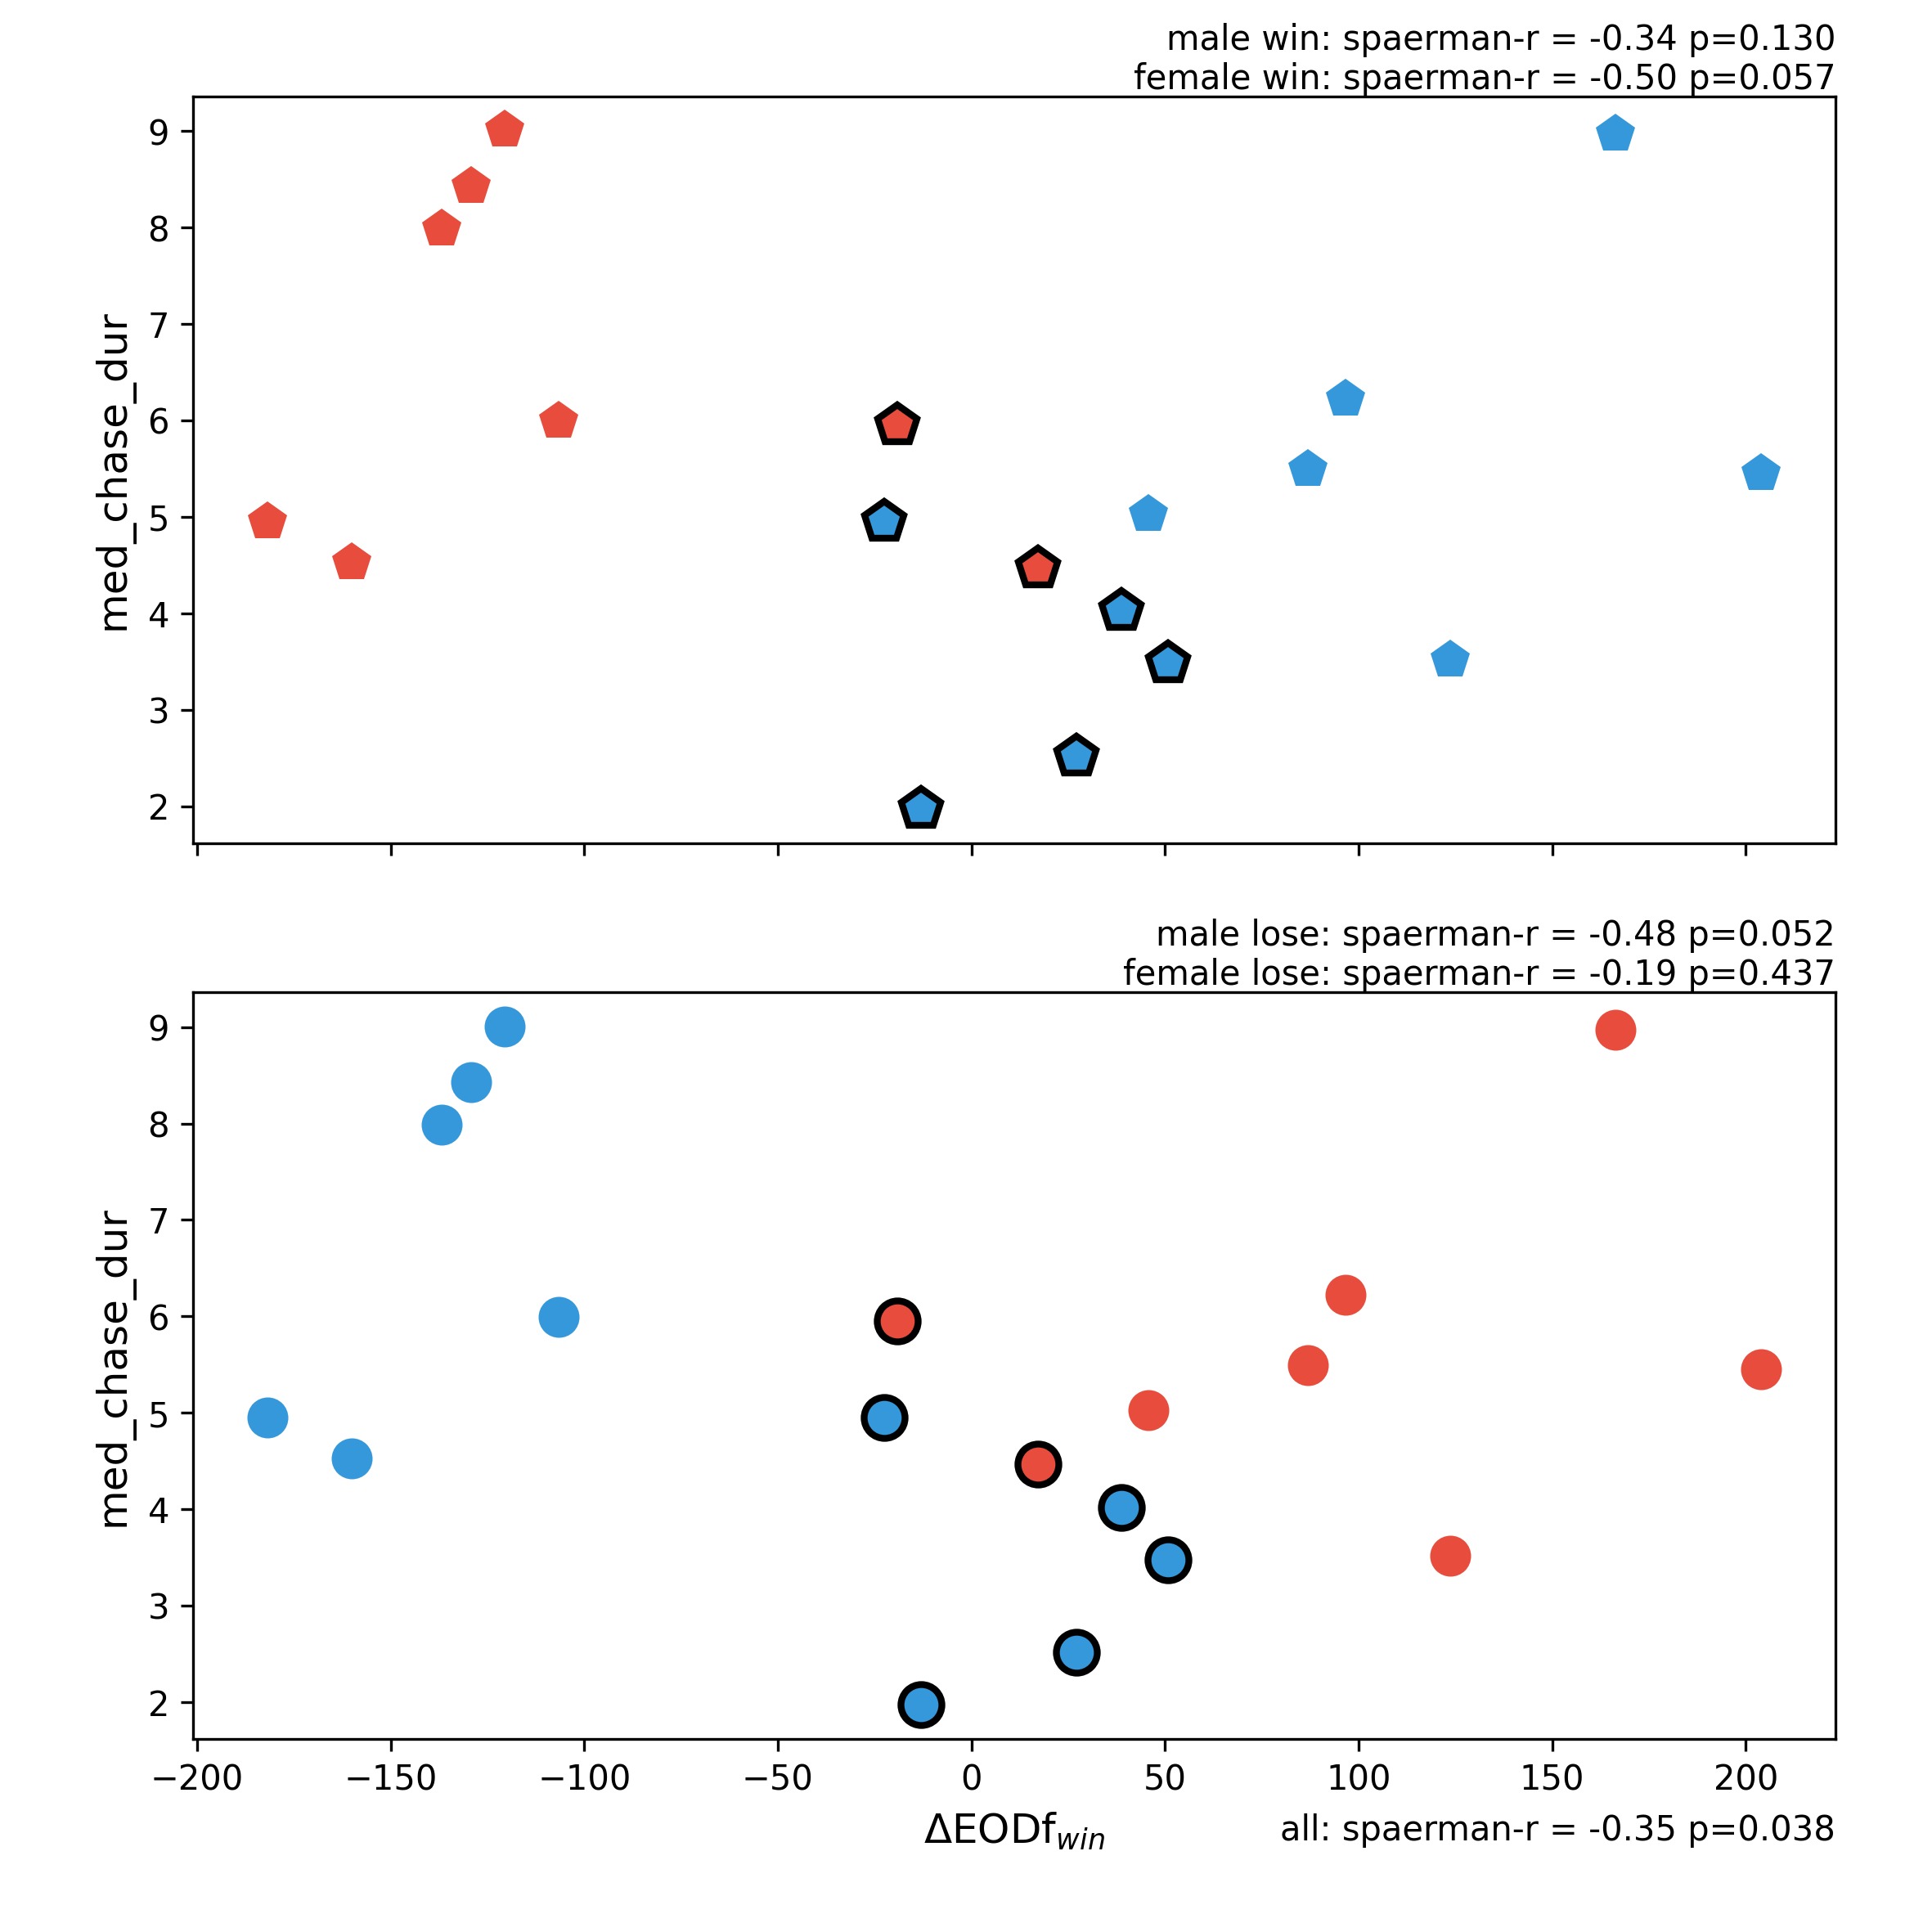 male win: spaerman-r = -0.34 p=0.130
female win: spaerman-r = -0.50 p=0.057
9
8
7
6
5
4
3
2
med_chase_dur
male lose: spaerman-r = -0.48 p=0.052
female lose: spaerman-r = -0.19 p=0.437
9
8
7
6
5
4
3
2
med_chase_dur
−200 −150 −100 −50 0 50 100 150 200
ΔEODfwin
all: spaerman-r = -0.35 p=0.038